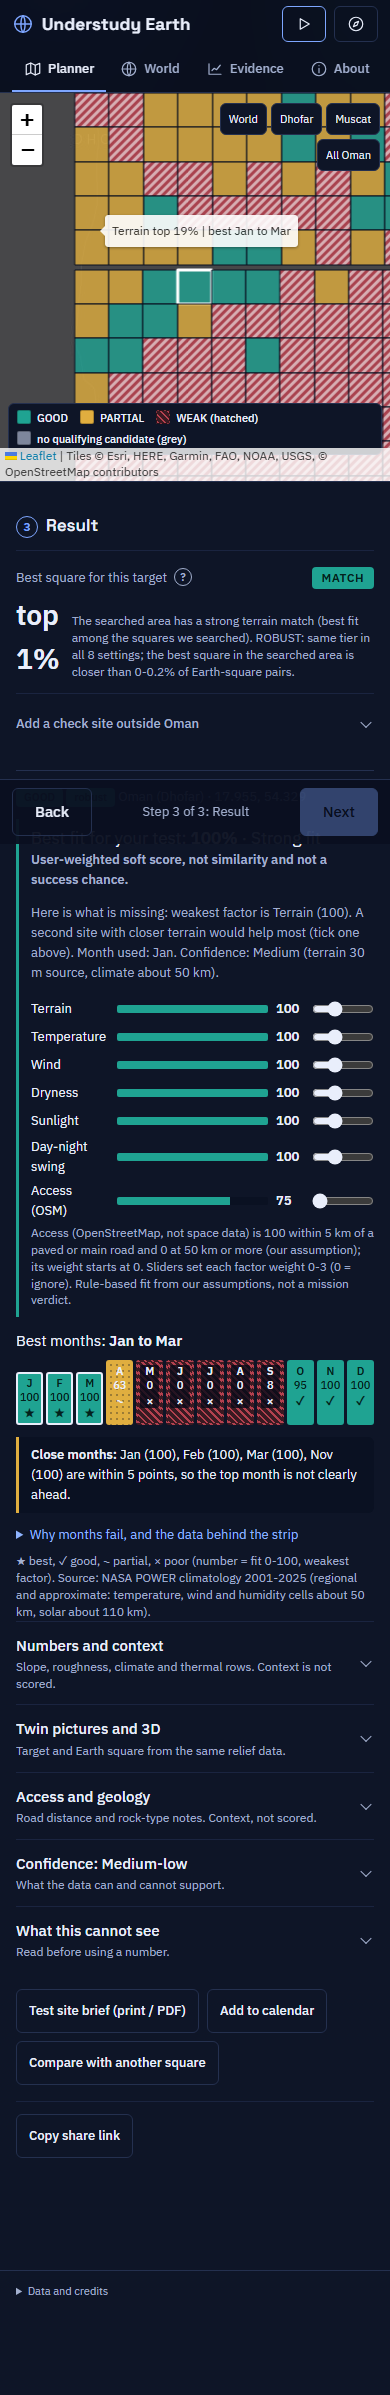 Understudy Earth
Planner
World
Evidence
About
+
−
World
Dhofar
Muscat
All Oman
Terrain top 19% | best Jan to Mar
GOOD
PARTIAL
WEAK (hatched)
no qualifying candidate (grey)
Leaflet | Tiles © Esri, HERE, Garmin, FAO, NOAA, USGS, ©
OpenStreetMap contributors
3 Result
Best square for this target ?
MATCH
top
1%
The searched area has a strong terrain match (best fit
among the squares we searched). ROBUST: same tier in
all 8 settings; the best square in the searched area is
closer than 0-0.2% of Earth-square pairs.
Add a check site outside Oman
Back
Step 3 of 3: Result
Next
Best fit for your test: 100% · Strong fit
User-weighted soft score, not similarity and not a
success chance.
Here is what is missing: weakest factor is Terrain (100). A
second site with closer terrain would help most (tick one
above). Month used: Jan. Confidence: Medium (terrain 30
m source, climate about 50 km).
Terrain 100
Temperature 100
Wind 100
Dryness 100
Sunlight 100
Day-night
swing 100
Access
(OSM) 75
Access (OpenStreetMap, not space data) is 100 within 5 km of a
paved or main road and 0 at 50 km or more (our assumption);
its weight starts at 0. Sliders set each factor weight 0-3 (0 =
ignore). Rule-based fit from our assumptions, not a mission
verdict.
Best months: Jan to Mar
J F M A M J J A S O N D
100 100 100 63 0 0 0 0 8 95 100 100
★ ★ ★ ~ × × × × × ✓ ✓ ✓
Close months: Jan (100), Feb (100), Mar (100), Nov
(100) are within 5 points, so the top month is not clearly
ahead.
▶ Why months fail, and the data behind the strip
★ best, ✓ good, ~ partial, × poor (number = fit 0-100, weakest
factor). Source: NASA POWER climatology 2001-2025 (regional
and approximate: temperature, wind and humidity cells about 50
km, solar about 110 km).
Numbers and context
Slope, roughness, climate and thermal rows. Context is not
scored.
Twin pictures and 3D
Target and Earth square from the same relief data.
Access and geology
Road distance and rock-type notes. Context, not scored.
Confidence: Medium-low
What the data can and cannot support.
What this cannot see
Read before using a number.
Test site brief (print / PDF)
Add to calendar
Compare with another square
Copy share link
▶ Data and credits